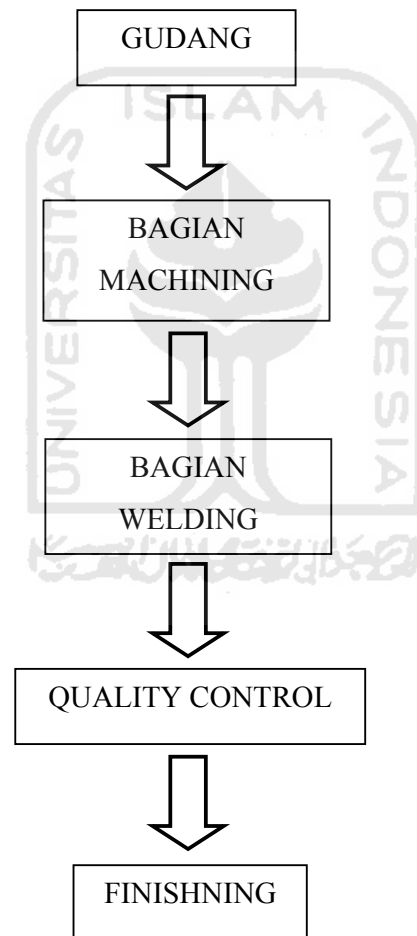 GUDANG
ISLAM
UNIVERSITAS
INDONESIA
BAGIAN
MACHINING
BAGIAN
WELDING
QUALITY CONTROL
FINISHNING